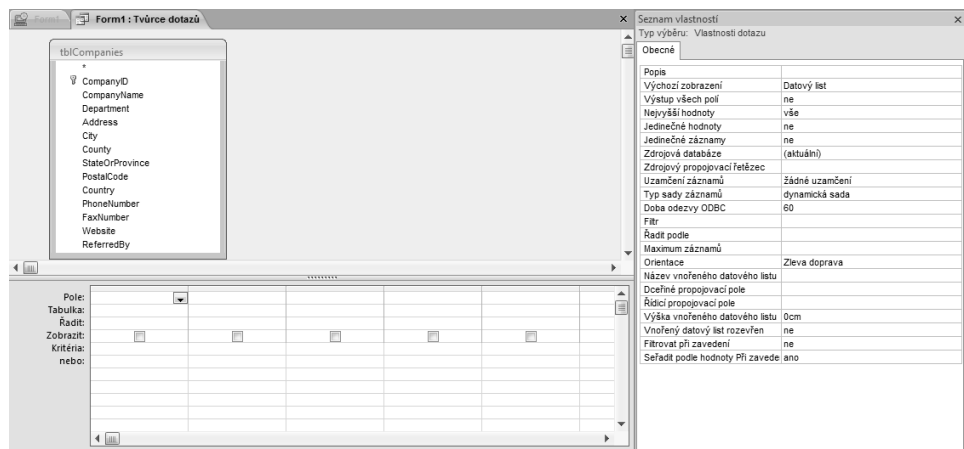 Form1
Form1 : Tvůrce dotazů
tblCompanies
*
CompanyID
CompanyName
Department
Address
City
County
StateOrProvince
PostalCode
Country
PhoneNumber
FaxNumber
Website
ReferredBy
Pole:
Tabulka:
Řadit:
Zobrazit:
Kritéria:
nebo:
Seznam vlastností
Typ výběru: Vlastnosti dotazu
Obecné
Popis
Výchozí zobrazení Datový list
Výstup všech polí ne
Nejvyšší hodnoty vše
Jedinečné hodnoty ne
Jedinečné záznamy ne
Zdrojová databáze (aktuální)
Zdrojový propojovací řetězec
Uzamčení záznamů žádné uzamčení
Typ sady záznamů dynamická sada
Doba odezvy ODBC 60
Filtr
Řadit podle
Maximum záznamů
Orientace Zleva doprava
Název vnořeného datového listu
Dceřiné propojovací pole
Řídicí propojovací pole
Výška vnořeného datového listu 0cm
Vnořený datový list rozevřen ne
Filtrovat při zavedení ne
Seřadit podle hodnoty Při zavede ano